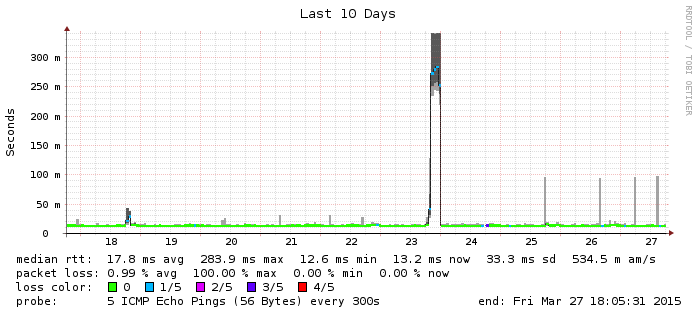 Last 10 Days
RRDTOOL / TOBI OETIKER
Seconds
300 m
250 m
200 m
150 m
100 m
50 m
0
18 19 20 21 22 23 24 25 26 27
median rtt: 17.8 ms avg 283.9 ms max 12.6 ms min 13.2 ms now 33.3 ms sd 534.5 m am/s
packet loss: 0.99 % avg 100.00 % max 0.00 % min 0.00 % now
loss color: 0 1/5 2/5 3/5 4/5
probe: 5 ICMP Echo Pings (56 Bytes) every 300s end: Fri Mar 27 18:05:31 2015